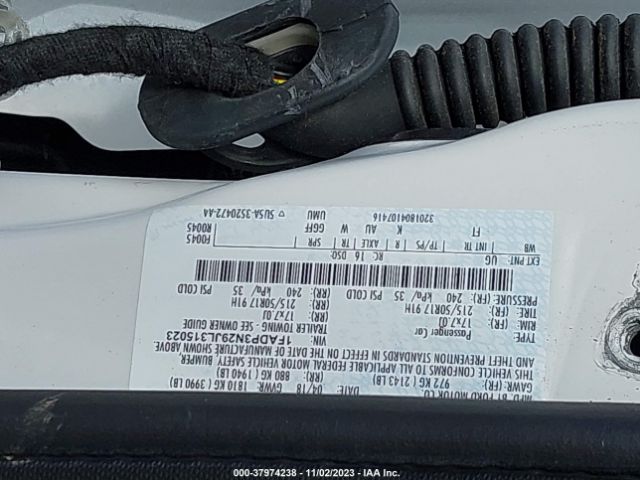 MFD. BY FORD MOTOR CO.
DATE: 04/18 GVWR: 1810 KG ( 3990 LB)
GAWR: (FR) 972 KG ( 2143 LB) (RR) 880 KG ( 1940 LB)
THIS VEHICLE CONFORMS TO ALL APPLICABLE FEDERAL MOTOR VEHICLE SAFETY, BUMPER,
AND THEFT PREVENTION STANDARDS IN EFFECT ON THE DATE OF MANUFACTURE SHOWN ABOVE.
1FADP3N29JL315023
TYPE: Passenger Car TRAILER TOWING- SEE OWNER GUIDE
(FR): 17x7.0J (RR): 17x7.0J
TIRE: (FR): 215/50R17 91H (RR): 215/50R17 91H
PRESSURE: (FR): 240 kPa/ 35 PSI COLD (RR): 240 kPa/ 35 PSI COLD
EXT PNT: UG RC: 16 DSO: F0045 R0045
WB INT TR TP/PS R AXLE TR SPR
FT K AU W GGFF UMU
3201804107416 SU5A-3520472-AA
000-37974238 - 11/02/2023 - IAA Inc.